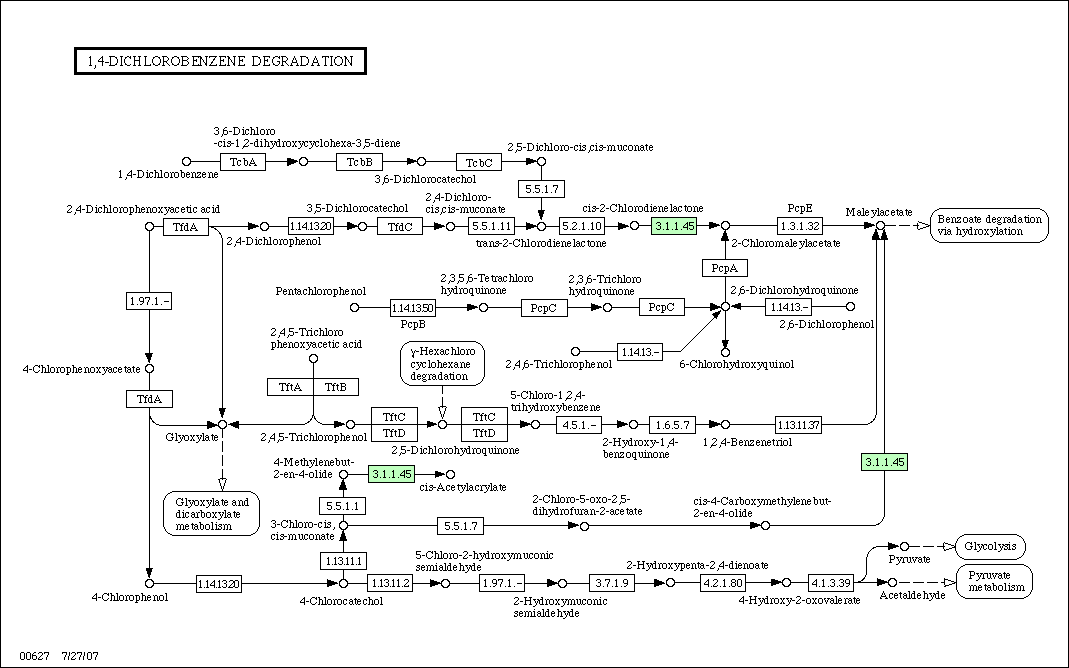 1,4-DICHLOROBENZENE DEGRADATION
3,6-Dichloro
-cis-1,2-dihydroxycyclohexa-3,5-diene
TcbA
TcbB
TcbC
2,5-Dichloro-cis,cis-muconate
1,4-Dichlorobenzene
3,6-Dichlorocatechol
5.5.1.7
2,4-Dichlorophenoxyacetic acid
3,5-Dichlorocatechol
2,4-Dichloro-
cis,cis-muconate
cis-2-Chlorodienelactone
PcpE
Maleylacetate
TfdA
1.14.13.20
TfdC
5.5.1.11
5.2.1.10
3.1.1.45
1.3.1.32
Benzoate degradation
via hydroxylation
2,4-Dichlorophenol
trans-2-Chlorodienelactone
2-Chloromaleylacetate
PcpA
1.97.1.-
Pentachlorophenol
2,3,5,6-Tetrachloro
hydroquinone
2,3,6-Trichloro
hydroquinone
2,6-Dichlorohydroquinone
1.14.13.50
PcpB
PcpC
PcpC
1.14.13.-
2,6-Dichlorophenol
2,4,5-Trichloro
phenoxyacetic acid
γ-Hexachloro
cyclohexane
degradation
1.14.13.-
2,4,6-Trichlorophenol
6-Chlorohydroxyquinol
4-Chlorophenoxyacetate
TftA
TftB
TfdA
5-Chloro-1,2,4-
trihydroxybenzene
TftC
TftD
TftC
TftD
4.5.1.-
1.6.5.7
1.13.11.37
Glyoxylate
2,4,5-Trichlorophenol
2,5-Dichlorohydroquinone
2-Hydroxy-1,4-
benzoquinone
1,2,4-Benzenetriol
4-Methylenebut-
2-en-4-olide
3.1.1.45
cis-Acetylacrylate
3.1.1.45
Glyoxylate and
dicarboxylate
metabolism
5.5.1.1
2-Chloro-5-oxo-2,5-
dihydrofuran-2-acetate
cis-4-Carboxymethylenebut-
2-en-4-olide
3-Chloro-cis,
cis-muconate
5.5.1.7
1.13.11.1
5-Chloro-2-hydroxymuconic
semialdehyde
2-Hydroxypenta-2,4-dienoate
Pyruvate
Glycolysis
1.14.13.20
1.13.11.2
1.97.1.-
3.7.1.9
4.2.1.80
4.1.3.39
Pyruvate
metabolism
4-Chlorophenol
4-Chlorocatechol
2-Hydroxymuconic
semialdehyde
4-Hydroxy-2-oxovalerate
Acetaldehyde
00627 7/27/07